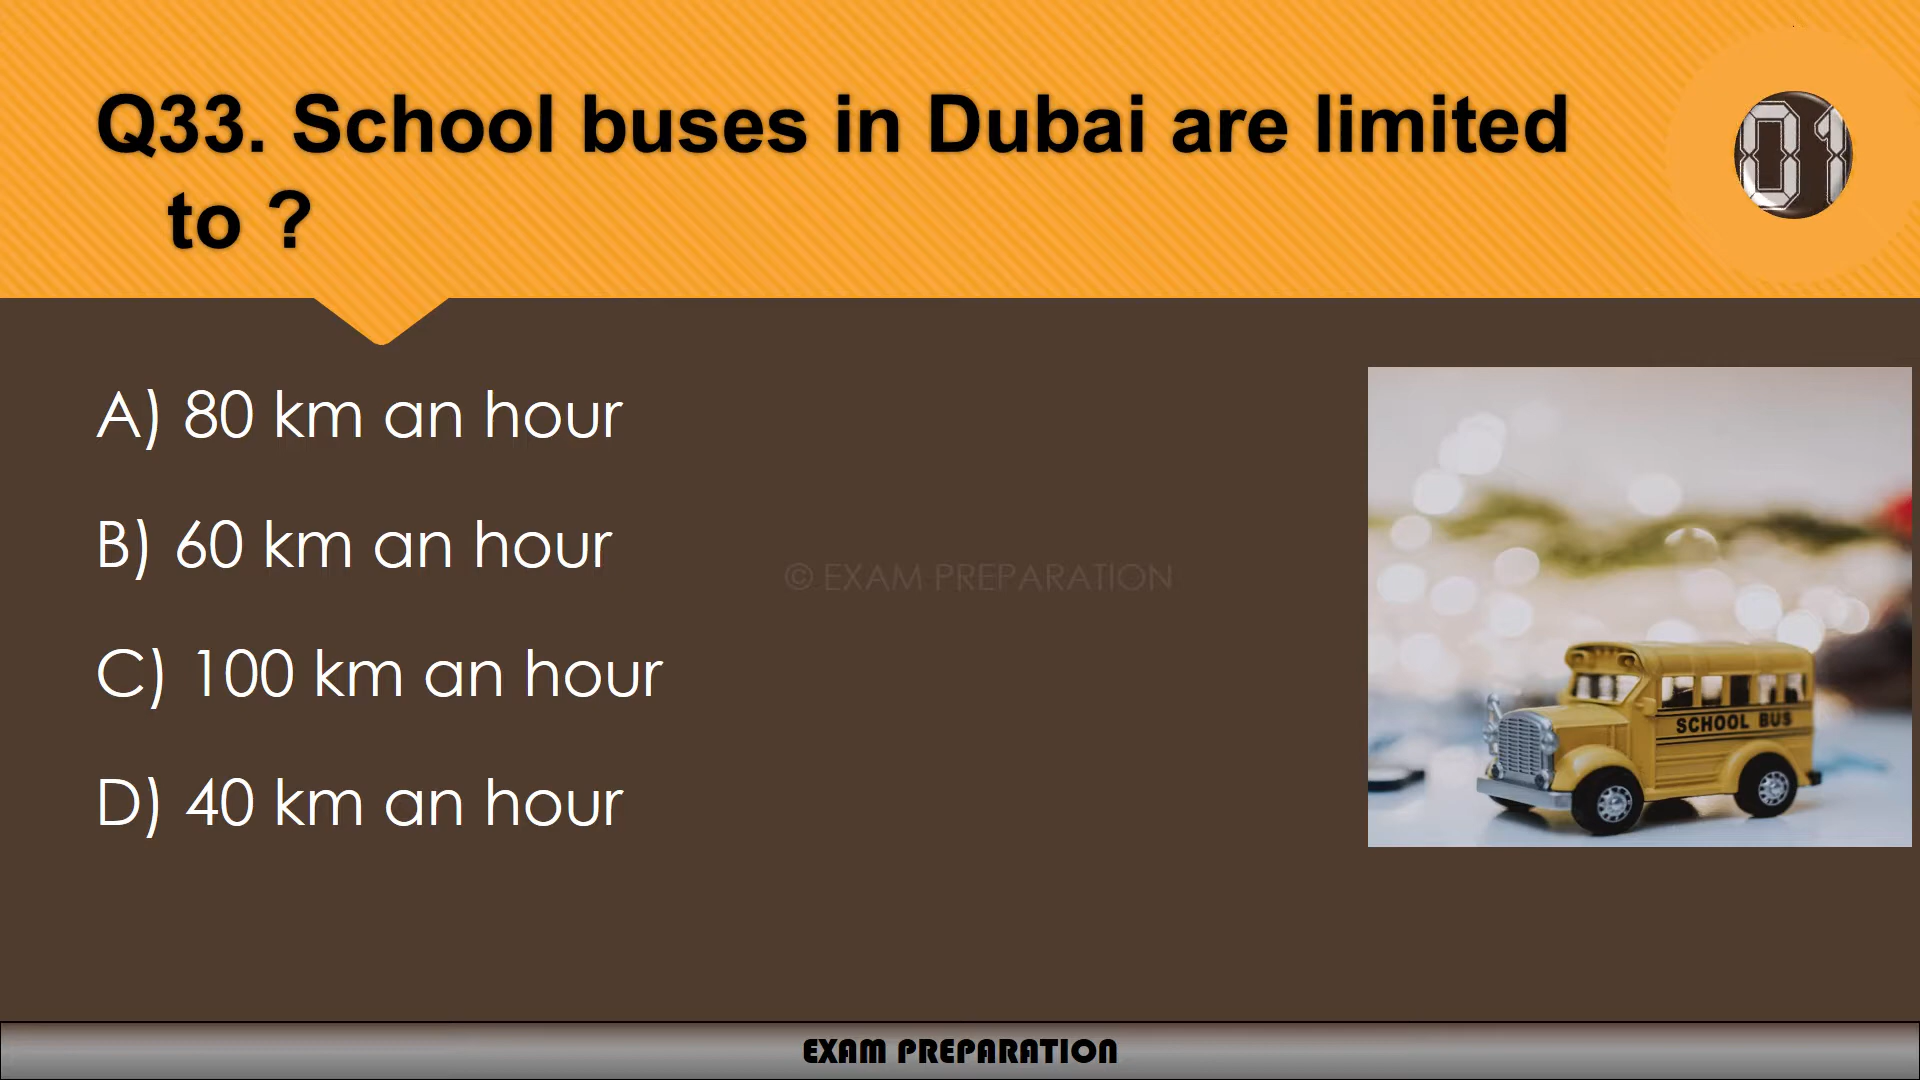 Q33. School buses in Dubai are limited
to ?
01
A) 80 km an hour
B) 60 km an hour
© EXAM PREPARATION
C) 100 km an hour
SCHOOL BUS
D) 40 km an hour
EXAM PREPARATION